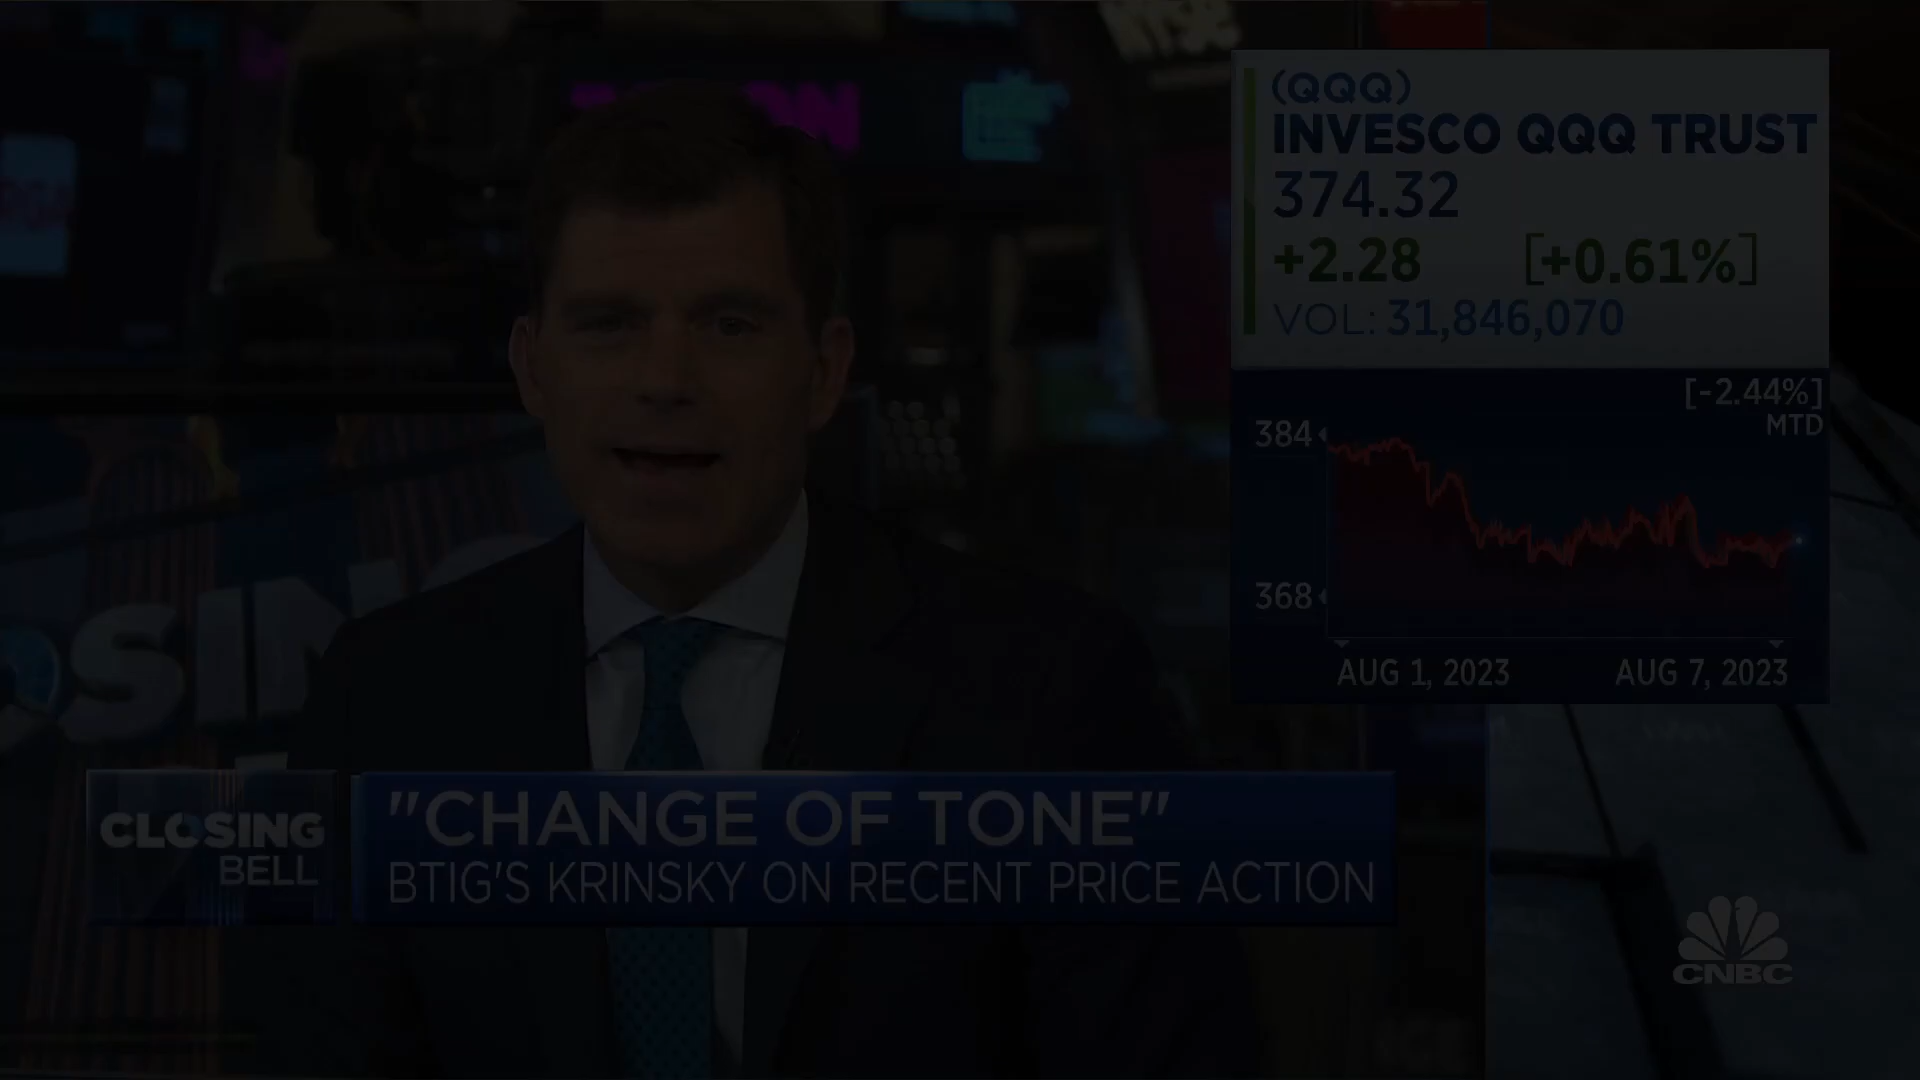 NYSE
(QQQ)
INVESCO QQQ TRUST
374.32
+2.28 [+0.61%]
VOL: 31,846,070
[-2.44%]
MTD
384
368
AUG 1, 2023 AUG 7, 2023
CLOSING
BELL
"CHANGE OF TONE"
BTIG'S KRINSKY ON RECENT PRICE ACTION
CNBC